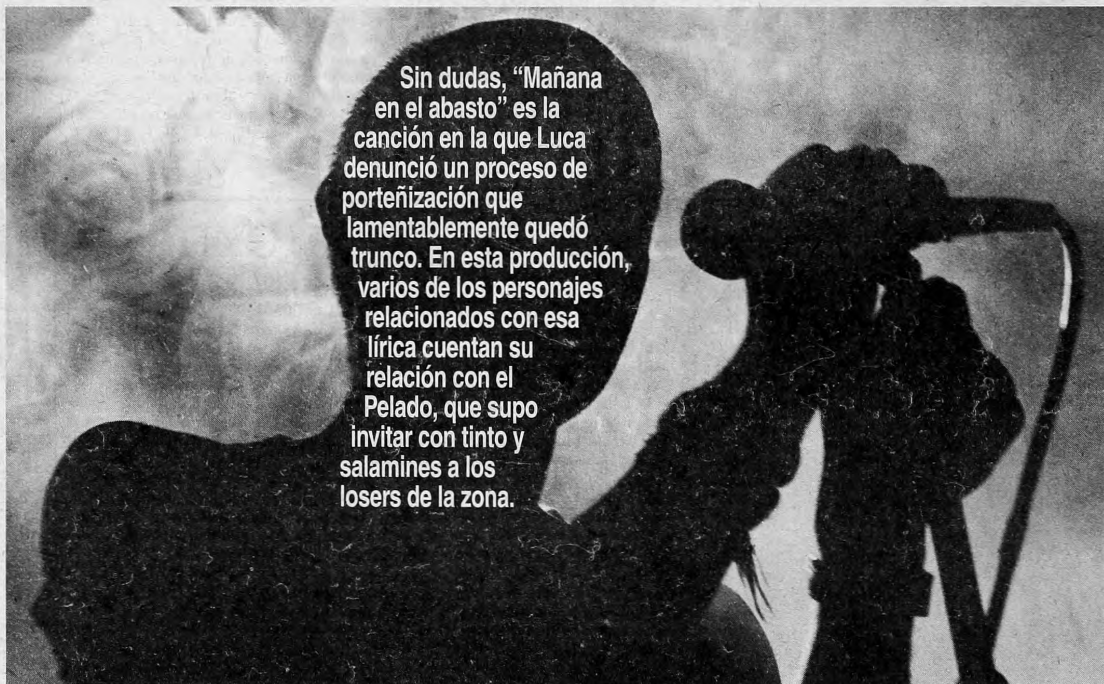 Sin dudas, “Mañana
en el abasto” es la
canción en la que Luca
denunció un proceso de
porteñización que
lamentablemente quedó
trunco. En esta producción,
varios de los personajes
relacionados con esa
lírica cuentan su
relación con el
Pelado, que supo
invitar con tinto y
salamines a los
losers de la zona.